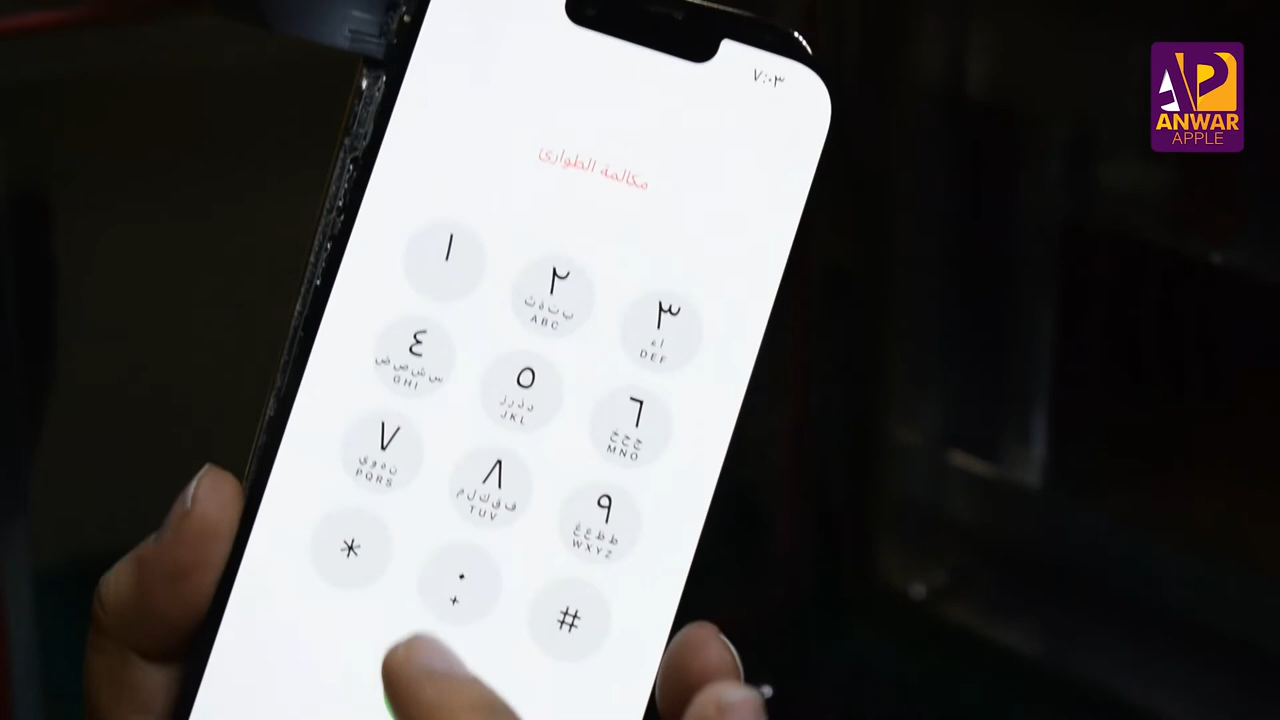 ٧:٠٣
ANWAR
APPLE
مكالمة الطوارئ
١
٢
ب ت ة ث
ABC
٣
ا ء
DEF
٤
س ش ص ض
GHI
٥
د ذ ر ز
JKL
٦
ج ح خ
MNO
٧
ن ه و ي
PQRS
٨
ف ق ك ل م
TUV
٩
ط ظ ع غ
WXYZ
*
٠
+
#